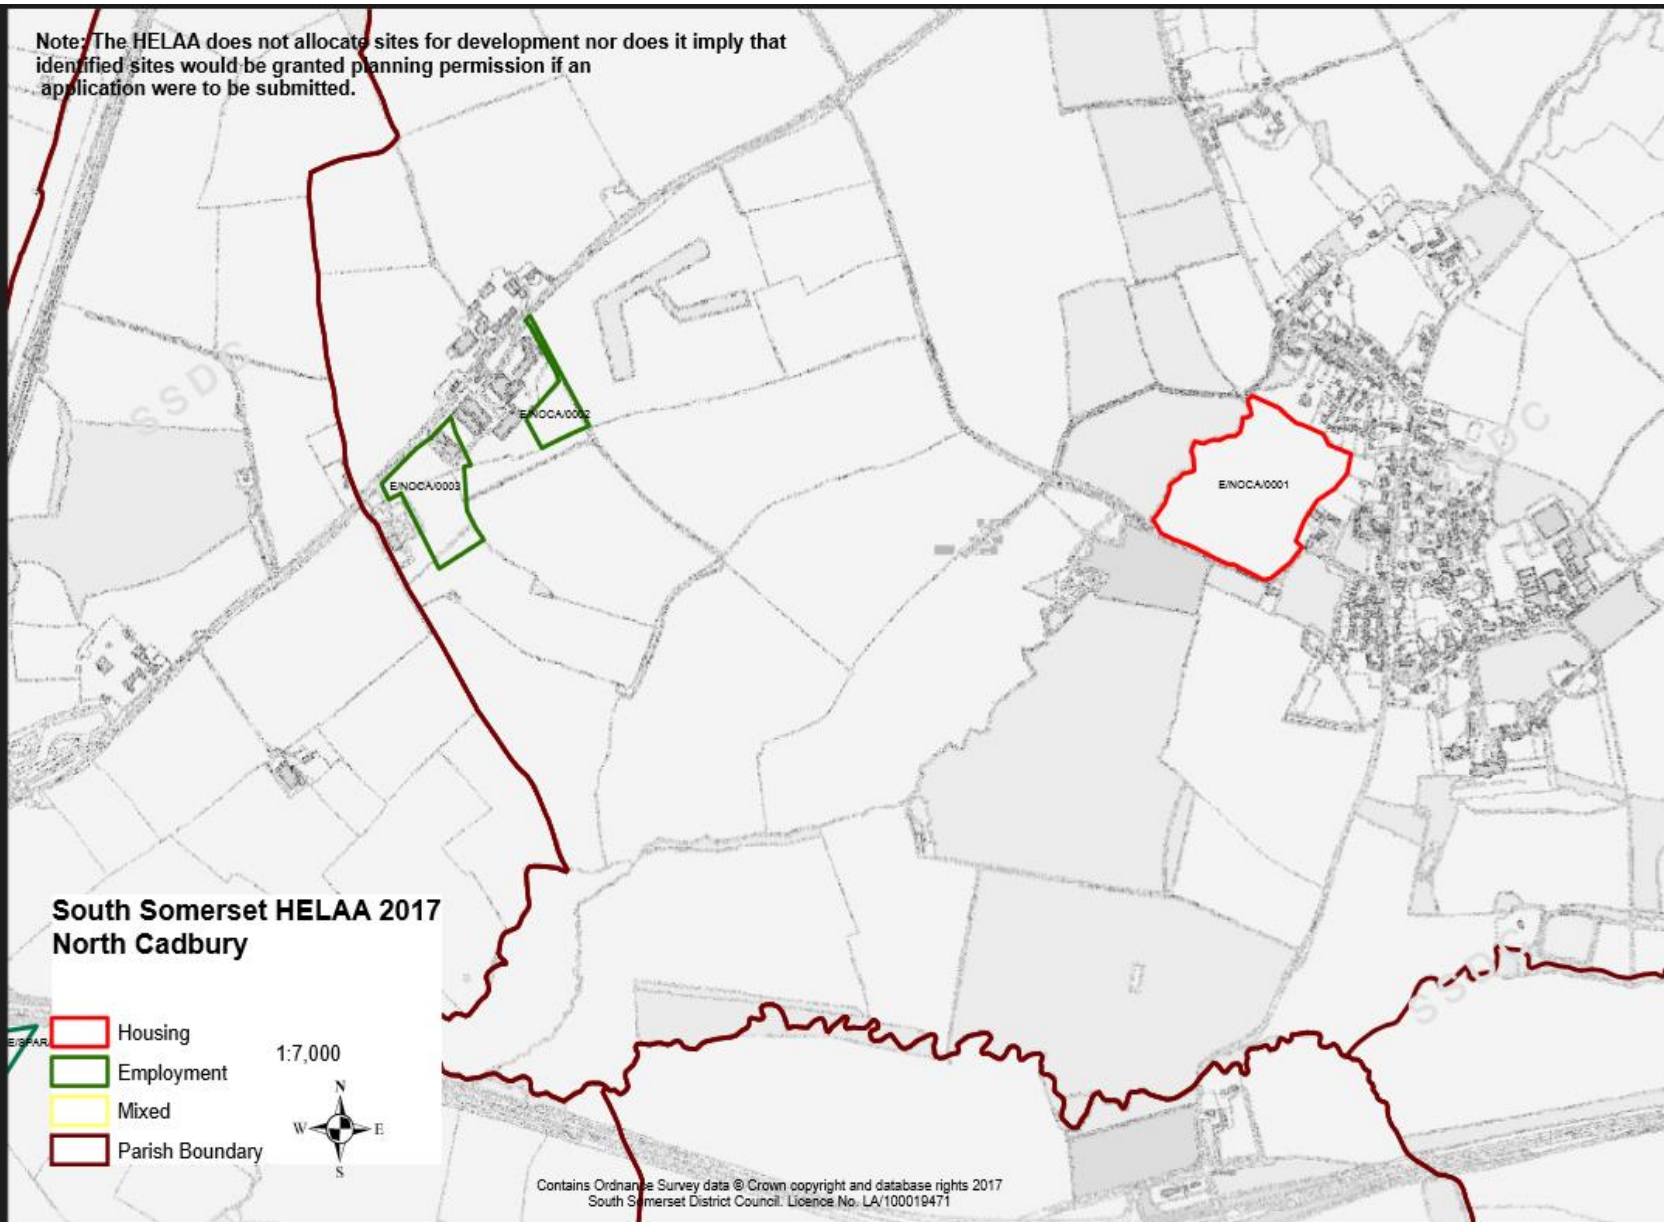 Note: The HELAA does not allocate sites for development nor does it imply that
identified sites would be granted planning permission if an
application were to be submitted.
SSDC
SSDC
E/NOCA/0002
E/NOCA/0003
E/NOCA/0001
South Somerset HELAA 2017
North Cadbury
SSDC
Housing
Employment
Mixed
Parish Boundary
1:7,000
N
W E
S
Contains Ordnance Survey data © Crown copyright and database rights 2017
South Somerset District Council. Licence No. LA/100019471